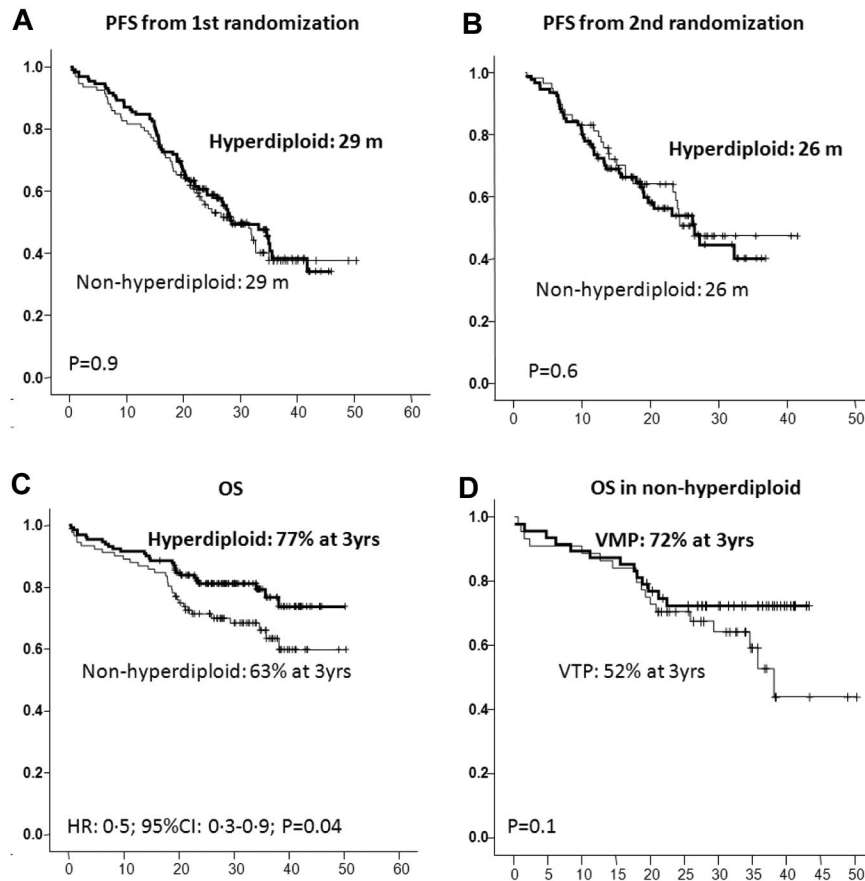 A
PFS from 1st randomization
1.0
0.8
0.6
0.4
0.2
0.0
Hyperdiploid: 29 m
Non-hyperdiploid: 29 m
P=0.9
0 10 20 30 40 50 60
B
PFS from 2nd randomization
1.0
0.8
0.6
0.4
0.2
0.0
Hyperdiploid: 26 m
Non-hyperdiploid: 26 m
P=0.6
0 10 20 30 40 50
C
OS
1.0
0.8
0.6
0.4
0.2
0.0
Hyperdiploid: 77% at 3yrs
Non-hyperdiploid: 63% at 3yrs
HR: 0·5; 95%CI: 0·3-0·9; P=0.04
0 10 20 30 40 50 60
D
OS in non-hyperdiploid
1.0
0.8
0.6
0.4
0.2
0.0
VMP: 72% at 3yrs
VTP: 52% at 3yrs
P=0.1
0 5 10 15 20 25 30 35 40 45 50